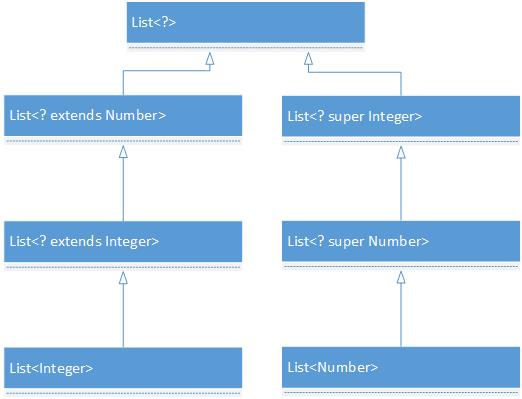 List<?>
List<? extends Number>
List<? super Integer>
List<? extends Integer>
List<? super Number>
List<Integer>
List<Number>